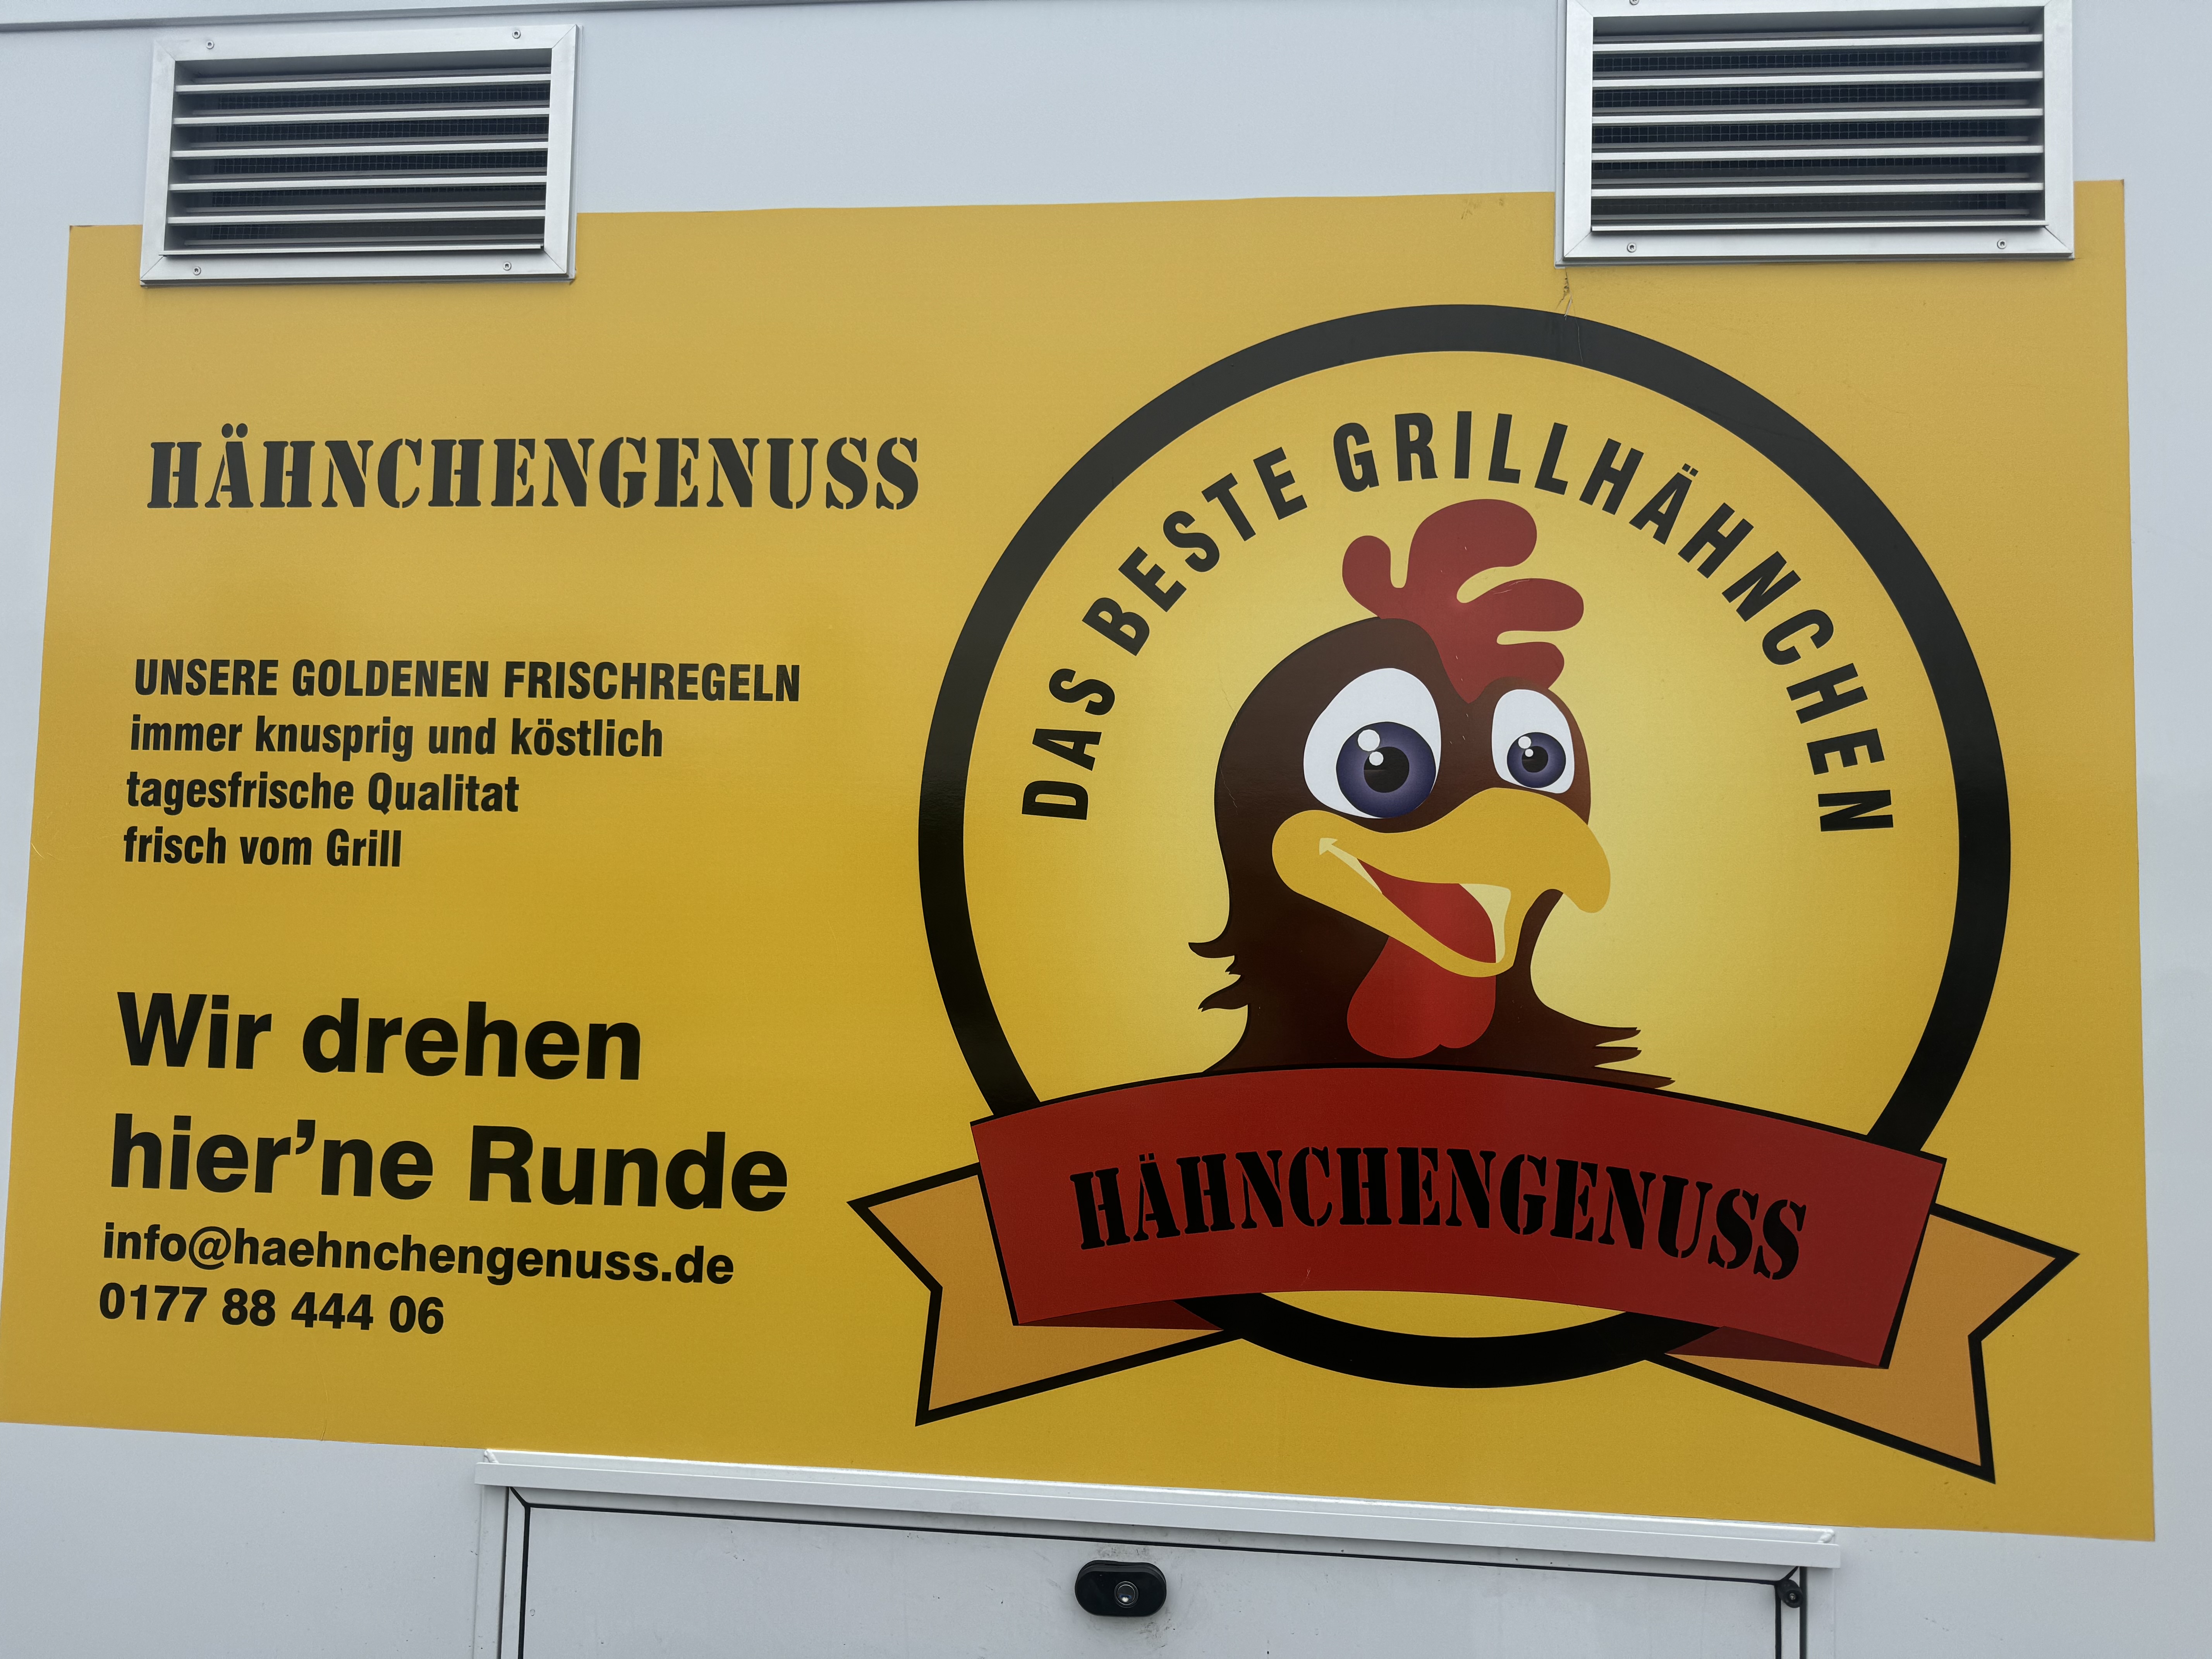 HÄHNCHENGENUSS
UNSERE GOLDENEN FRISCHREGELN
immer knusprig und köstlich
tagesfrische Qualitat
frisch vom Grill
Wir drehen
hier'ne Runde
info@haehnchengenuss.de
0177 88 444 06
DAS BESTE GRILLHÄHNCHEN
HÄHNCHENGENUSS